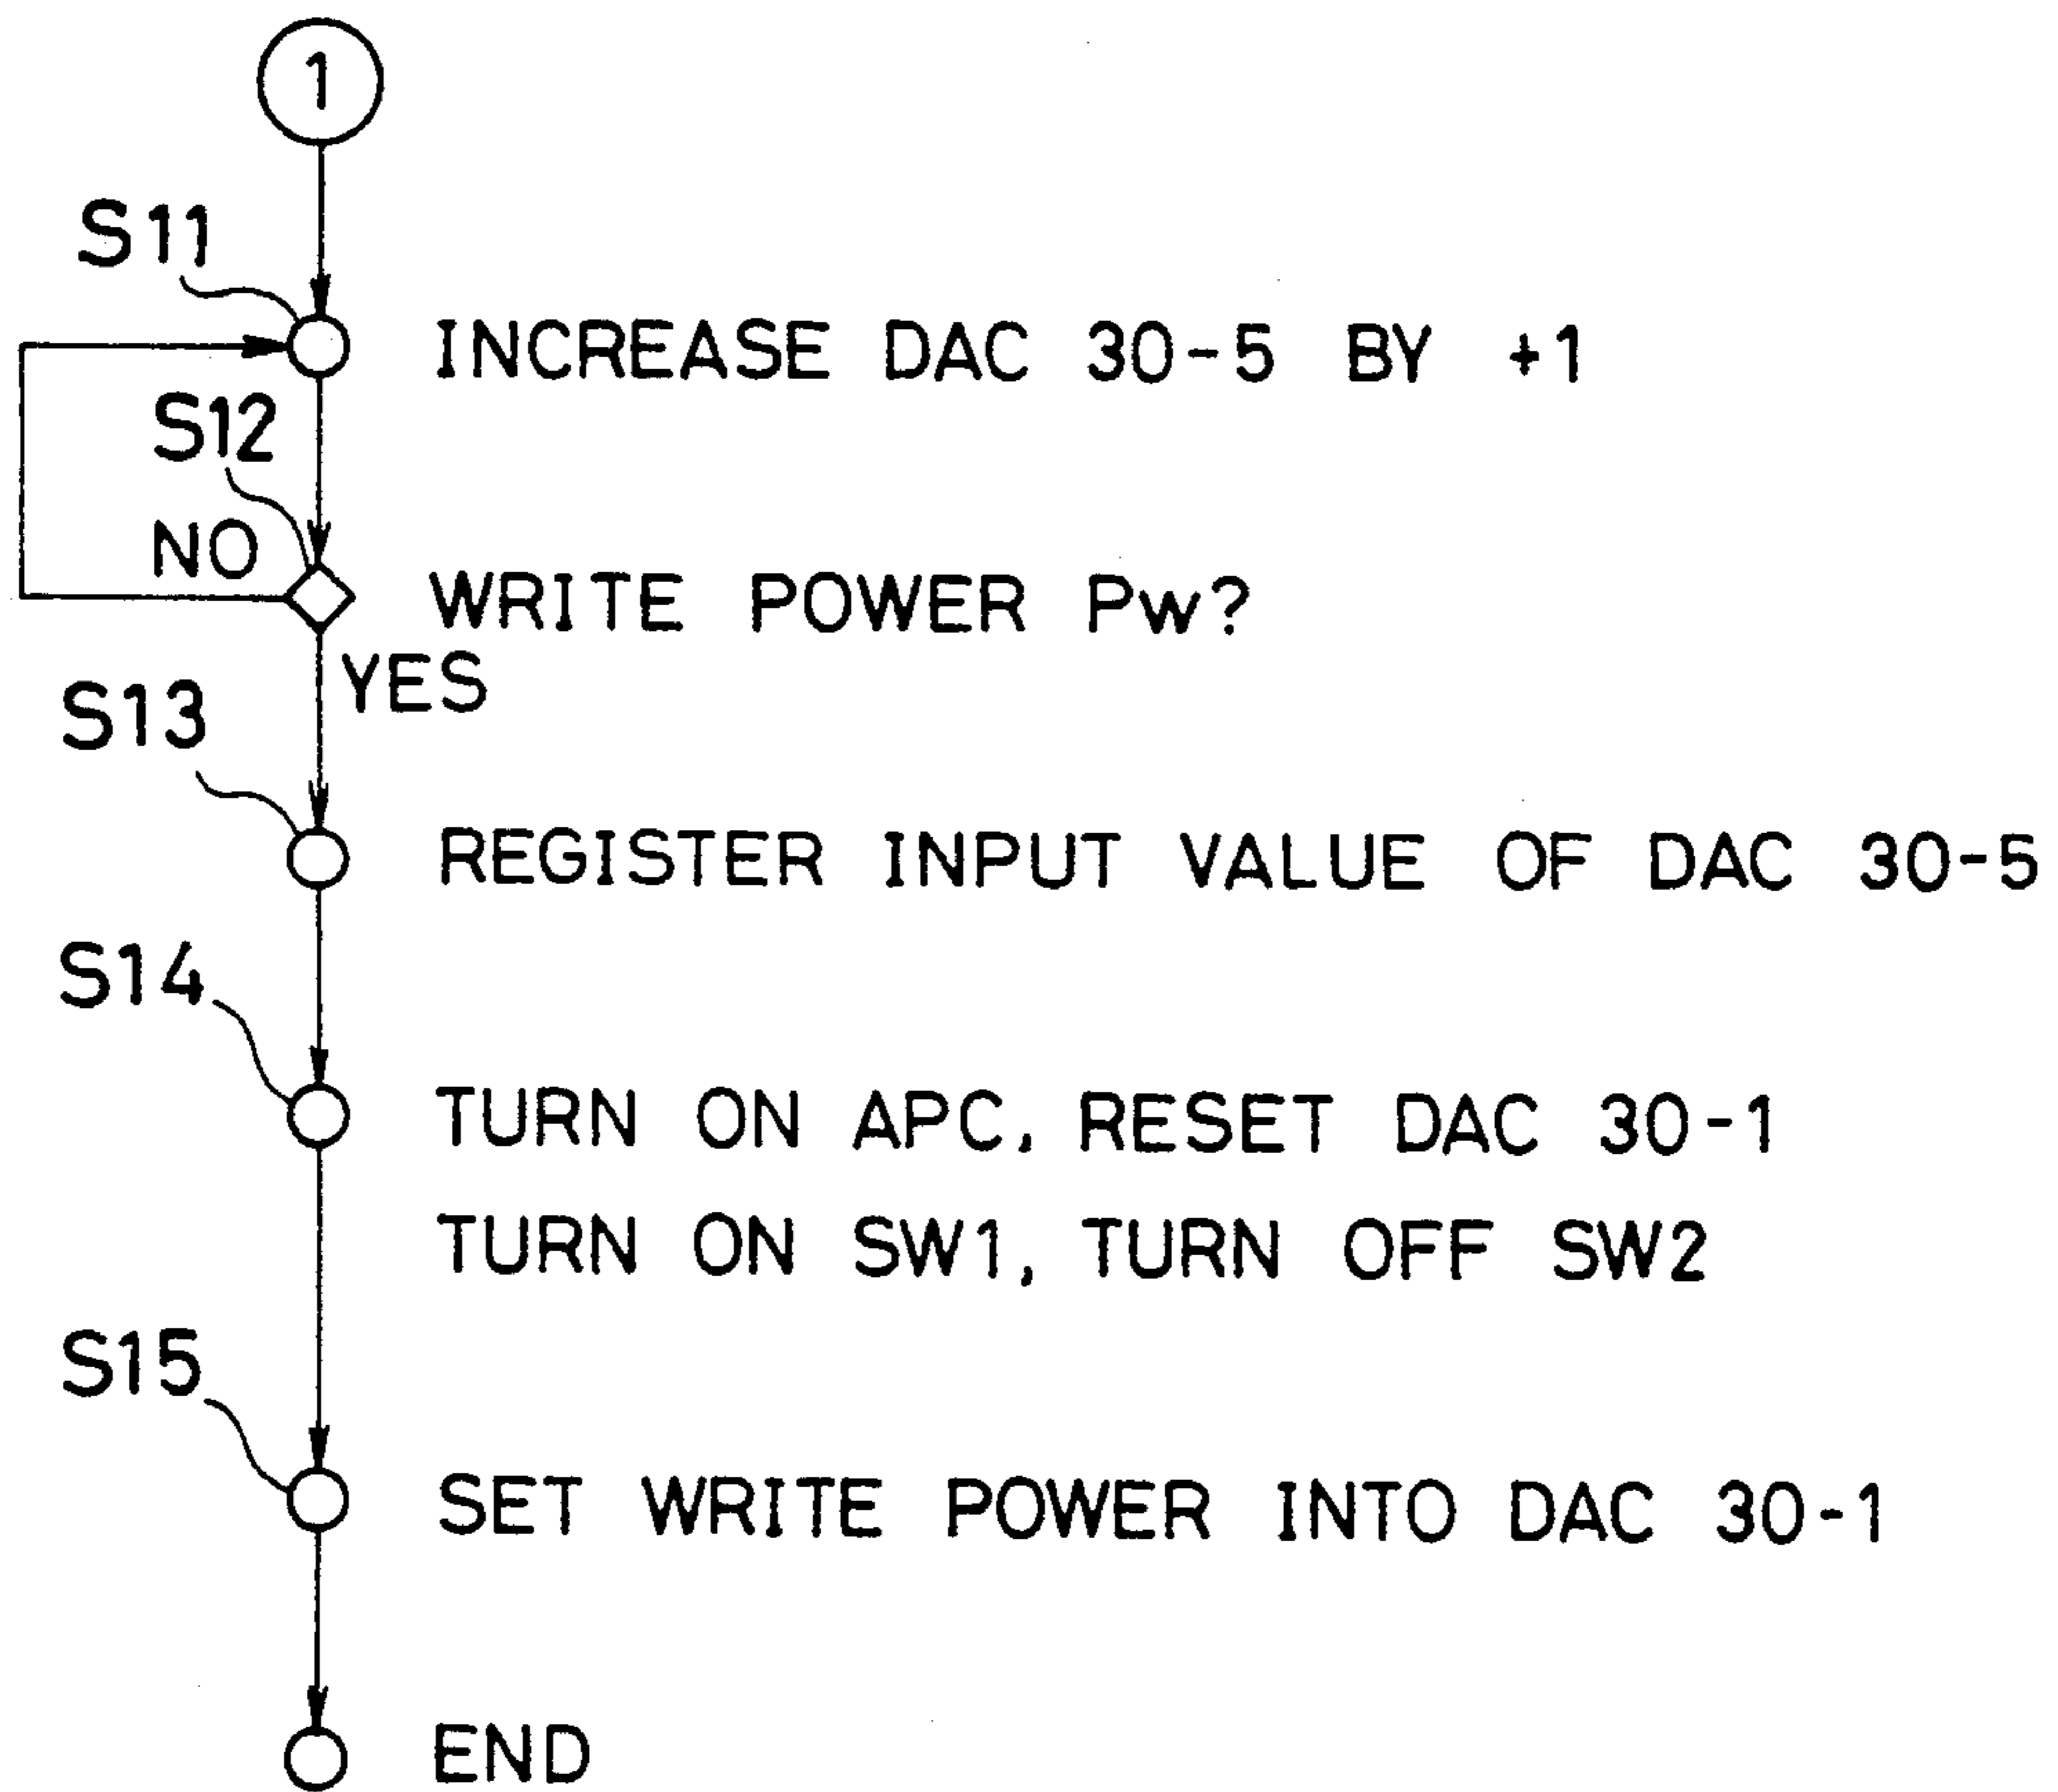 1
S11
INCREASE DAC 30-5 BY +1
S12
NO
WRITE POWER Pw?
YES
S13
REGISTER INPUT VALUE OF DAC 30-5
S14
TURN ON APC, RESET DAC 30-1
TURN ON SW1, TURN OFF SW2
S15
SET WRITE POWER INTO DAC 30-1
END